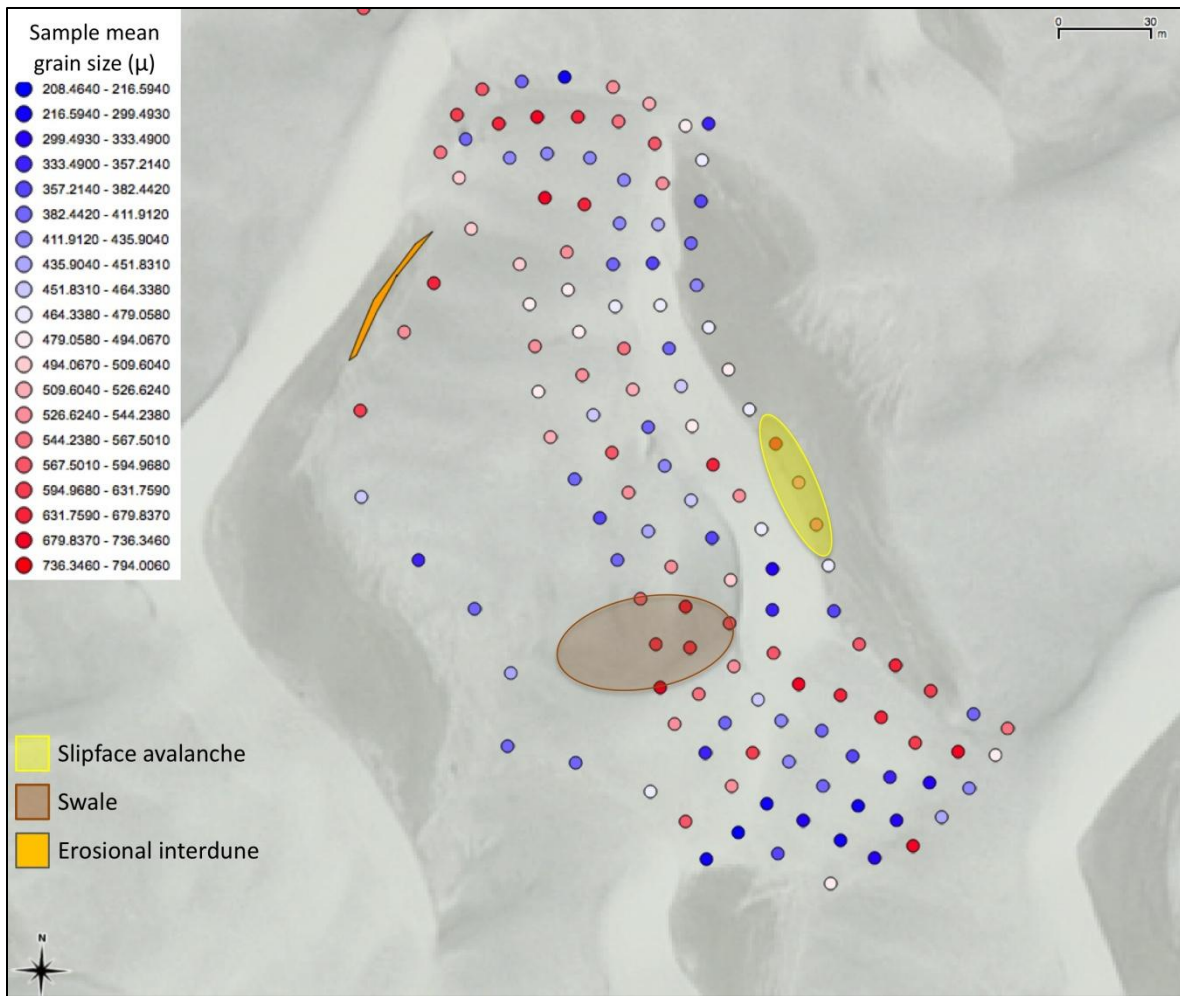 Sample mean
grain size (μ)
208.4640 - 216.5940
216.5940 - 299.4930
299.4930 - 333.4900
333.4900 - 357.2140
357.2140 - 382.4420
382.4420 - 411.9120
411.9120 - 435.9040
435.9040 - 451.8310
451.8310 - 464.3380
464.3380 - 479.0580
479.0580 - 494.0670
494.0670 - 509.6040
509.6040 - 526.6240
526.6240 - 544.2380
544.2380 - 567.5010
567.5010 - 594.9680
594.9680 - 631.7590
631.7590 - 679.8370
679.8370 - 736.3460
736.3460 - 794.0060
0 30
m
Slipface avalanche
Swale
Erosional interdune
N